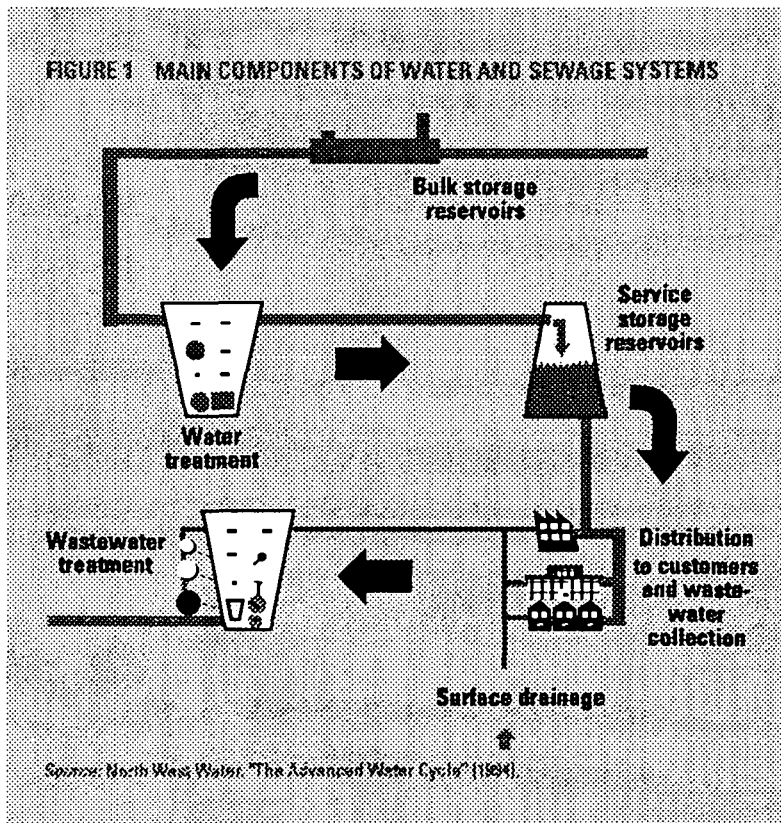 FIGURE 1 MAIN COMPONENTS OF WATER AND SEWAGE SYSTEMS
Bulk storage
reservoirs
Service
storage
reservoirs
Water
treatment
Wastewater
treatment
Distribution
to customers
and waste-
water
collection
Surface drainage
Source: North West Water, "The Advanced Water Cycle" (1994).